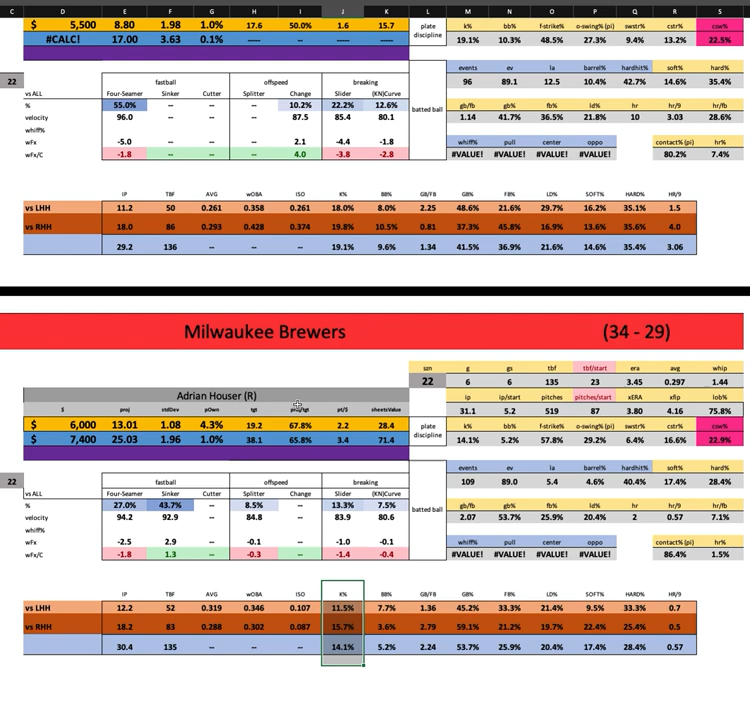 C D E F G H I J K L M N O P Q R S
$ 5,500 8.80 1.98 1.0% 17.6 50.0% 1.6 15.7 plate discipline k% bb% f-strike% o-swing% (pi) swstr% cstr% csw%
#CALC! 17.00 3.63 0.1% ---- ---- ---- ---- 19.1% 10.3% 48.5% 27.3% 9.4% 13.2% 22.5%
events ev la barrel% hardhit% soft% hard%
22 fastball offspeed breaking 96 89.1 12.5 10.4% 42.7% 14.6% 35.4%
vs ALL Four-Seamer Sinker Cutter Splitter Change Slider (KN)Curve
% 55.0% -- -- -- 10.2% 22.2% 12.6% batted ball gb/fb gb% fb% ld% hr hr/9 hr/fb
velocity 96.0 -- -- -- 87.5 85.4 80.1 1.14 41.7% 36.5% 21.8% 10 3.03 28.6%
whiff%
wFx -5.0 2.1 -4.4 -1.8 whiff% pull center oppo contact% (pi) hr%
wFx/C -1.8 -- -- -- 4.0 -3.8 -2.8 #VALUE! #VALUE! #VALUE! #VALUE! 80.2% 7.4%
IP TBF AVG wOBA ISO K% BB% GB/FB GB% FB% LD% SOFT% HARD% HR/9
vs LHH 11.2 50 0.261 0.358 0.261 18.0% 8.0% 2.25 48.6% 21.6% 29.7% 16.2% 35.1% 1.5
vs RHH 18.0 86 0.293 0.428 0.374 19.8% 10.5% 0.81 37.3% 45.8% 16.9% 13.6% 35.6% 4.0
29.2 136 -- -- -- 19.1% 9.6% 1.34 41.5% 36.9% 21.6% 14.6% 35.4% 3.06
Milwaukee Brewers (34 - 29)
szn g gs tbf tbf/start era avg whip
22 6 6 135 23 3.45 0.297 1.44
Adrian Houser (R) ip ip/start pitches pitches/start xERA xfip lob%
$ proj stdDev pOwn tgt pt/$ sheetsValue 31.1 5.2 519 87 3.80 4.16 75.8%
$ 6,000 13.01 1.08 4.3% 19.2 67.8% 2.2 28.4 plate discipline k% bb% f-strike% o-swing% (pi) swstr% cstr% csw%
$ 7,400 25.03 1.96 1.0% 38.1 65.8% 3.4 71.4 14.1% 5.2% 57.8% 29.2% 6.4% 16.6% 22.9%
events ev la barrel% hardhit% soft% hard%
22 fastball offspeed breaking 109 89.0 5.4 4.6% 40.4% 17.4% 28.4%
vs ALL Four-Seamer Sinker Cutter Splitter Change Slider (KN)Curve
% 27.0% 43.7% -- 8.5% -- 13.3% 7.5% batted ball gb/fb gb% fb% ld% hr hr/9 hr/fb
velocity 94.2 92.9 -- 84.8 -- 83.9 80.6 2.07 53.7% 25.9% 20.4% 2 0.57 7.1%
whiff%
wFx -2.5 2.9 -0.1 -1.0 -0.1 whiff% pull center oppo contact% (pi) hr%
wFx/C -1.8 1.3 -- -0.3 -- -1.4 -0.4 #VALUE! #VALUE! #VALUE! #VALUE! 86.4% 1.5%
IP TBF AVG wOBA ISO K% BB% GB/FB GB% FB% LD% SOFT% HARD% HR/9
vs LHH 12.2 52 0.319 0.346 0.107 11.5% 7.7% 1.36 45.2% 33.3% 21.4% 9.5% 33.3% 0.7
vs RHH 18.2 83 0.288 0.302 0.087 15.7% 3.6% 2.79 59.1% 21.2% 19.7% 22.4% 25.4% 0.5
30.4 135 -- -- -- 14.1% 5.2% 2.24 53.7% 25.9% 20.4% 17.4% 28.4% 0.57